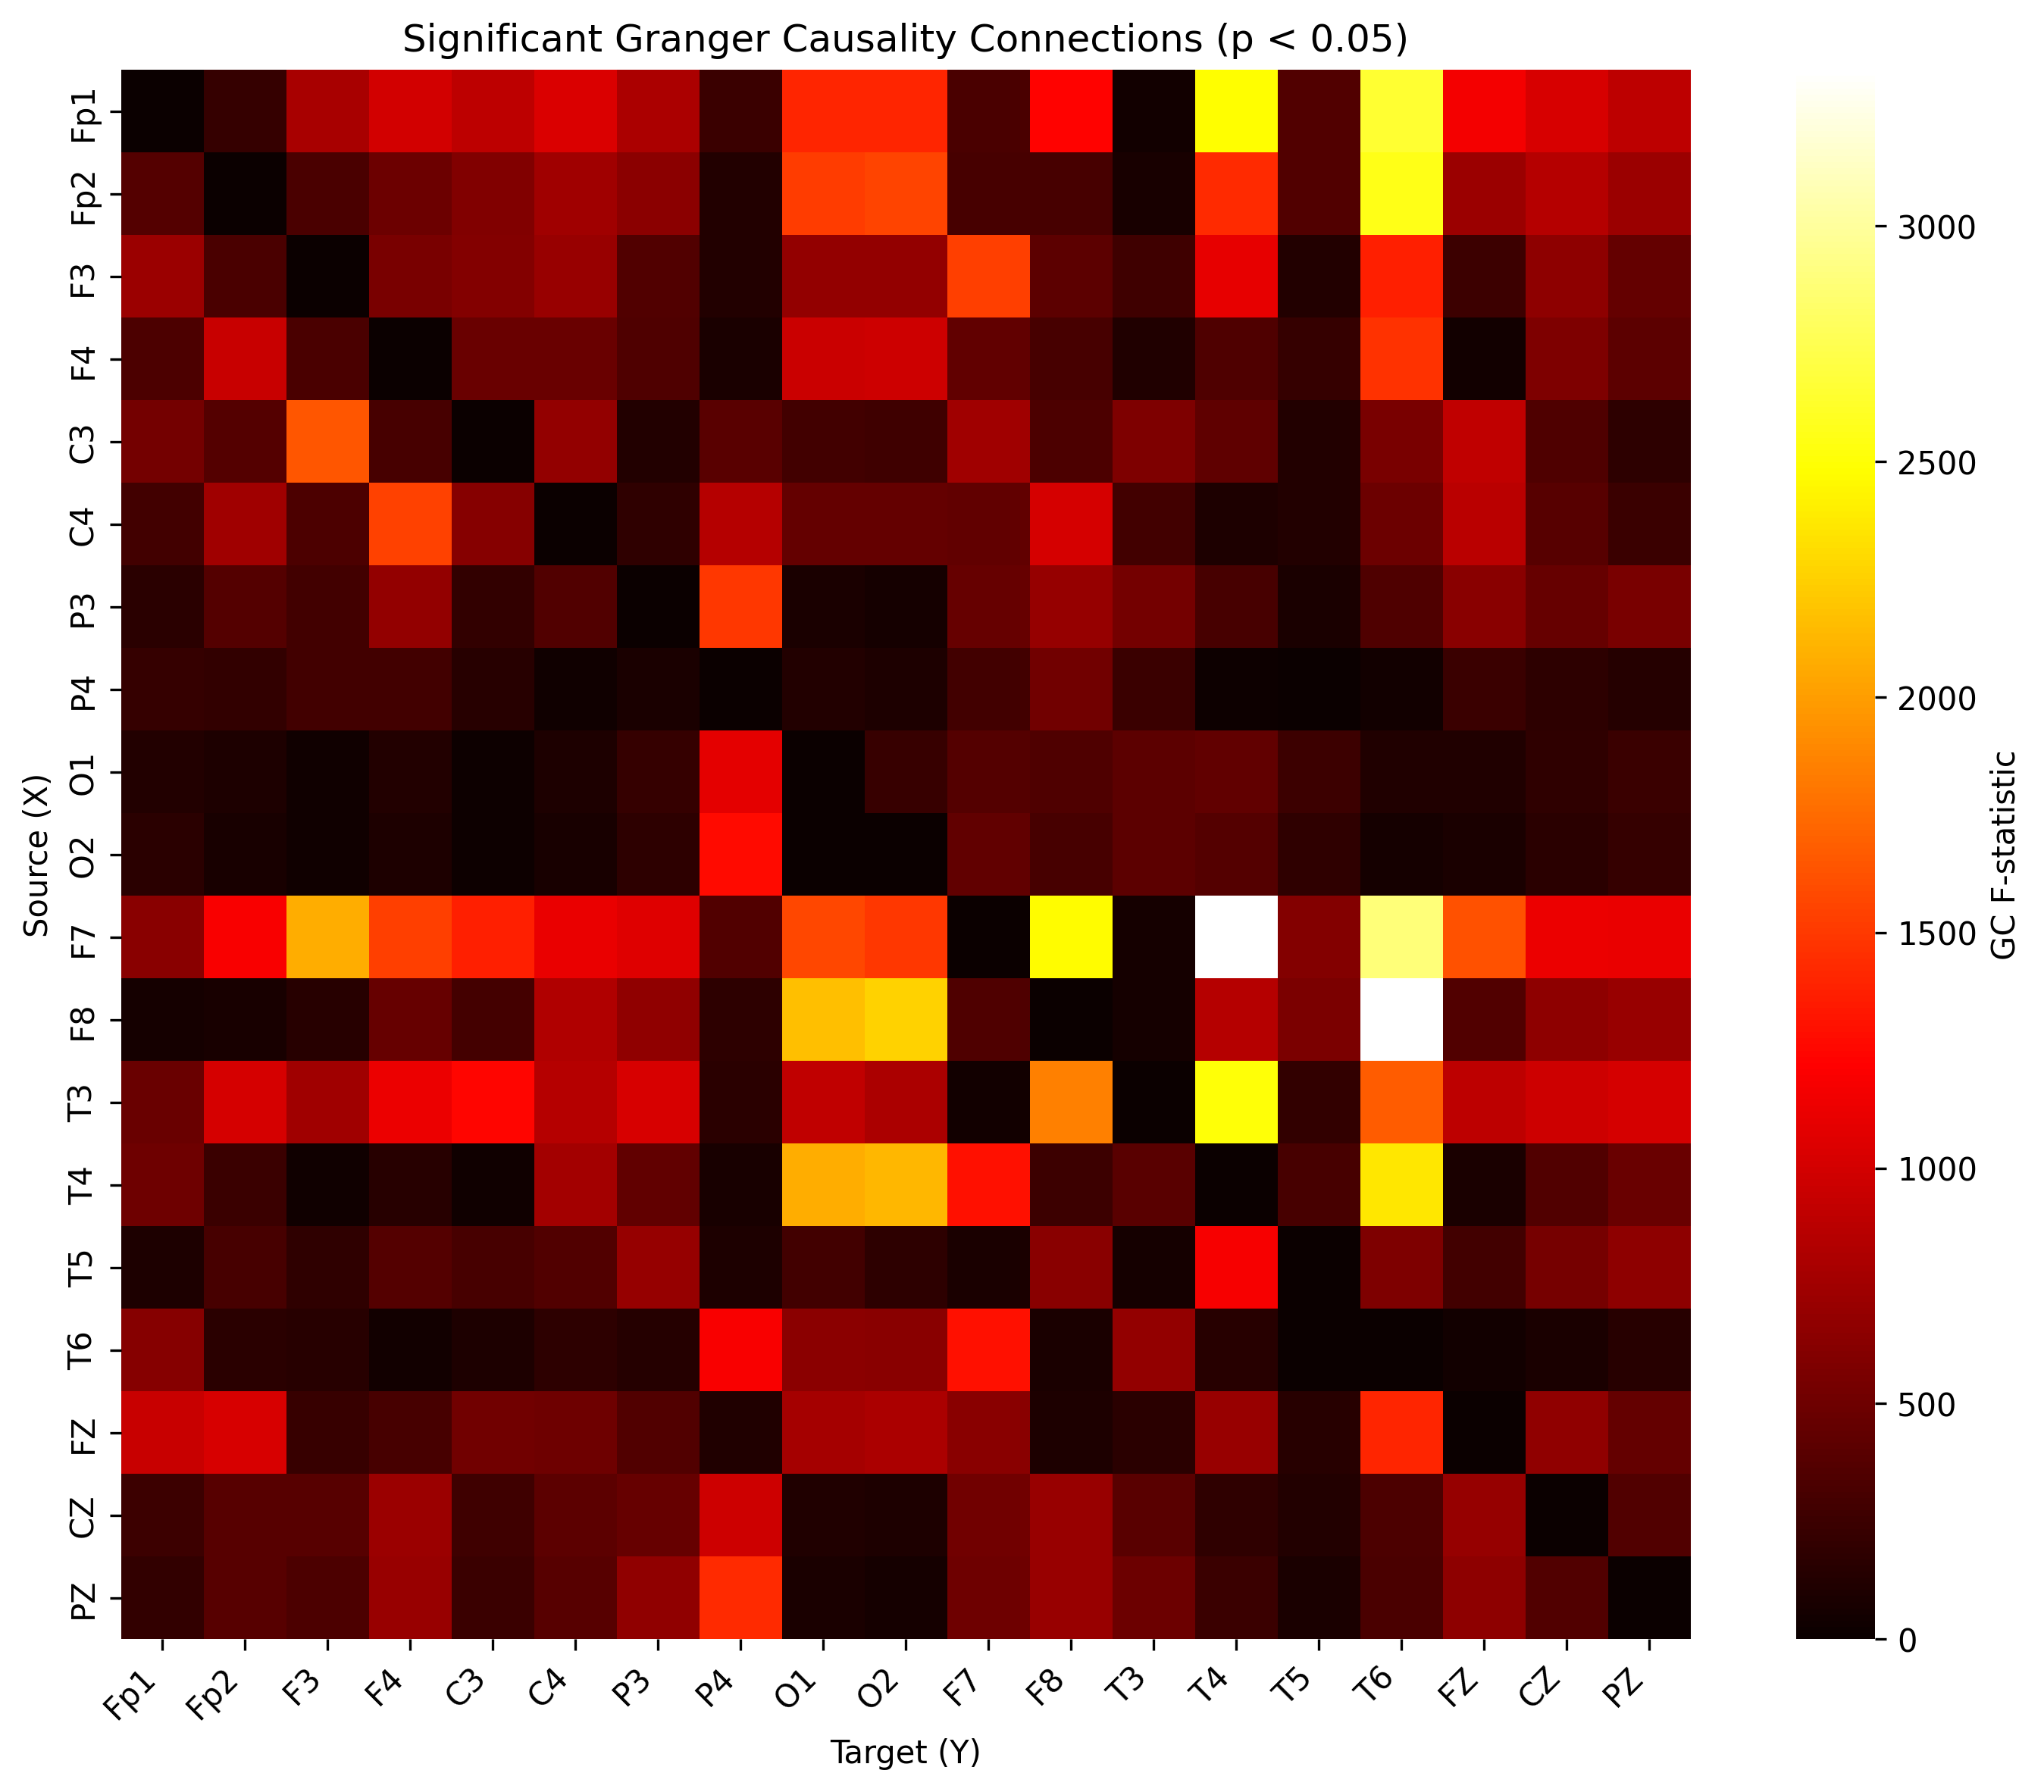 Significant Granger Causality Connections (p < 0.05)
Source (X)
Fp1
Fp2
F3
F4
C3
C4
P3
P4
O1
O2
F7
F8
T3
T4
T5
T6
FZ
CZ
PZ
Fp1 Fp2 F3 F4 C3 C4 P3 P4 O1 O2 F7 F8 T3 T4 T5 T6 FZ CZ PZ
Target (Y)
3000
2500
2000
1500
1000
500
0
GC F-statistic